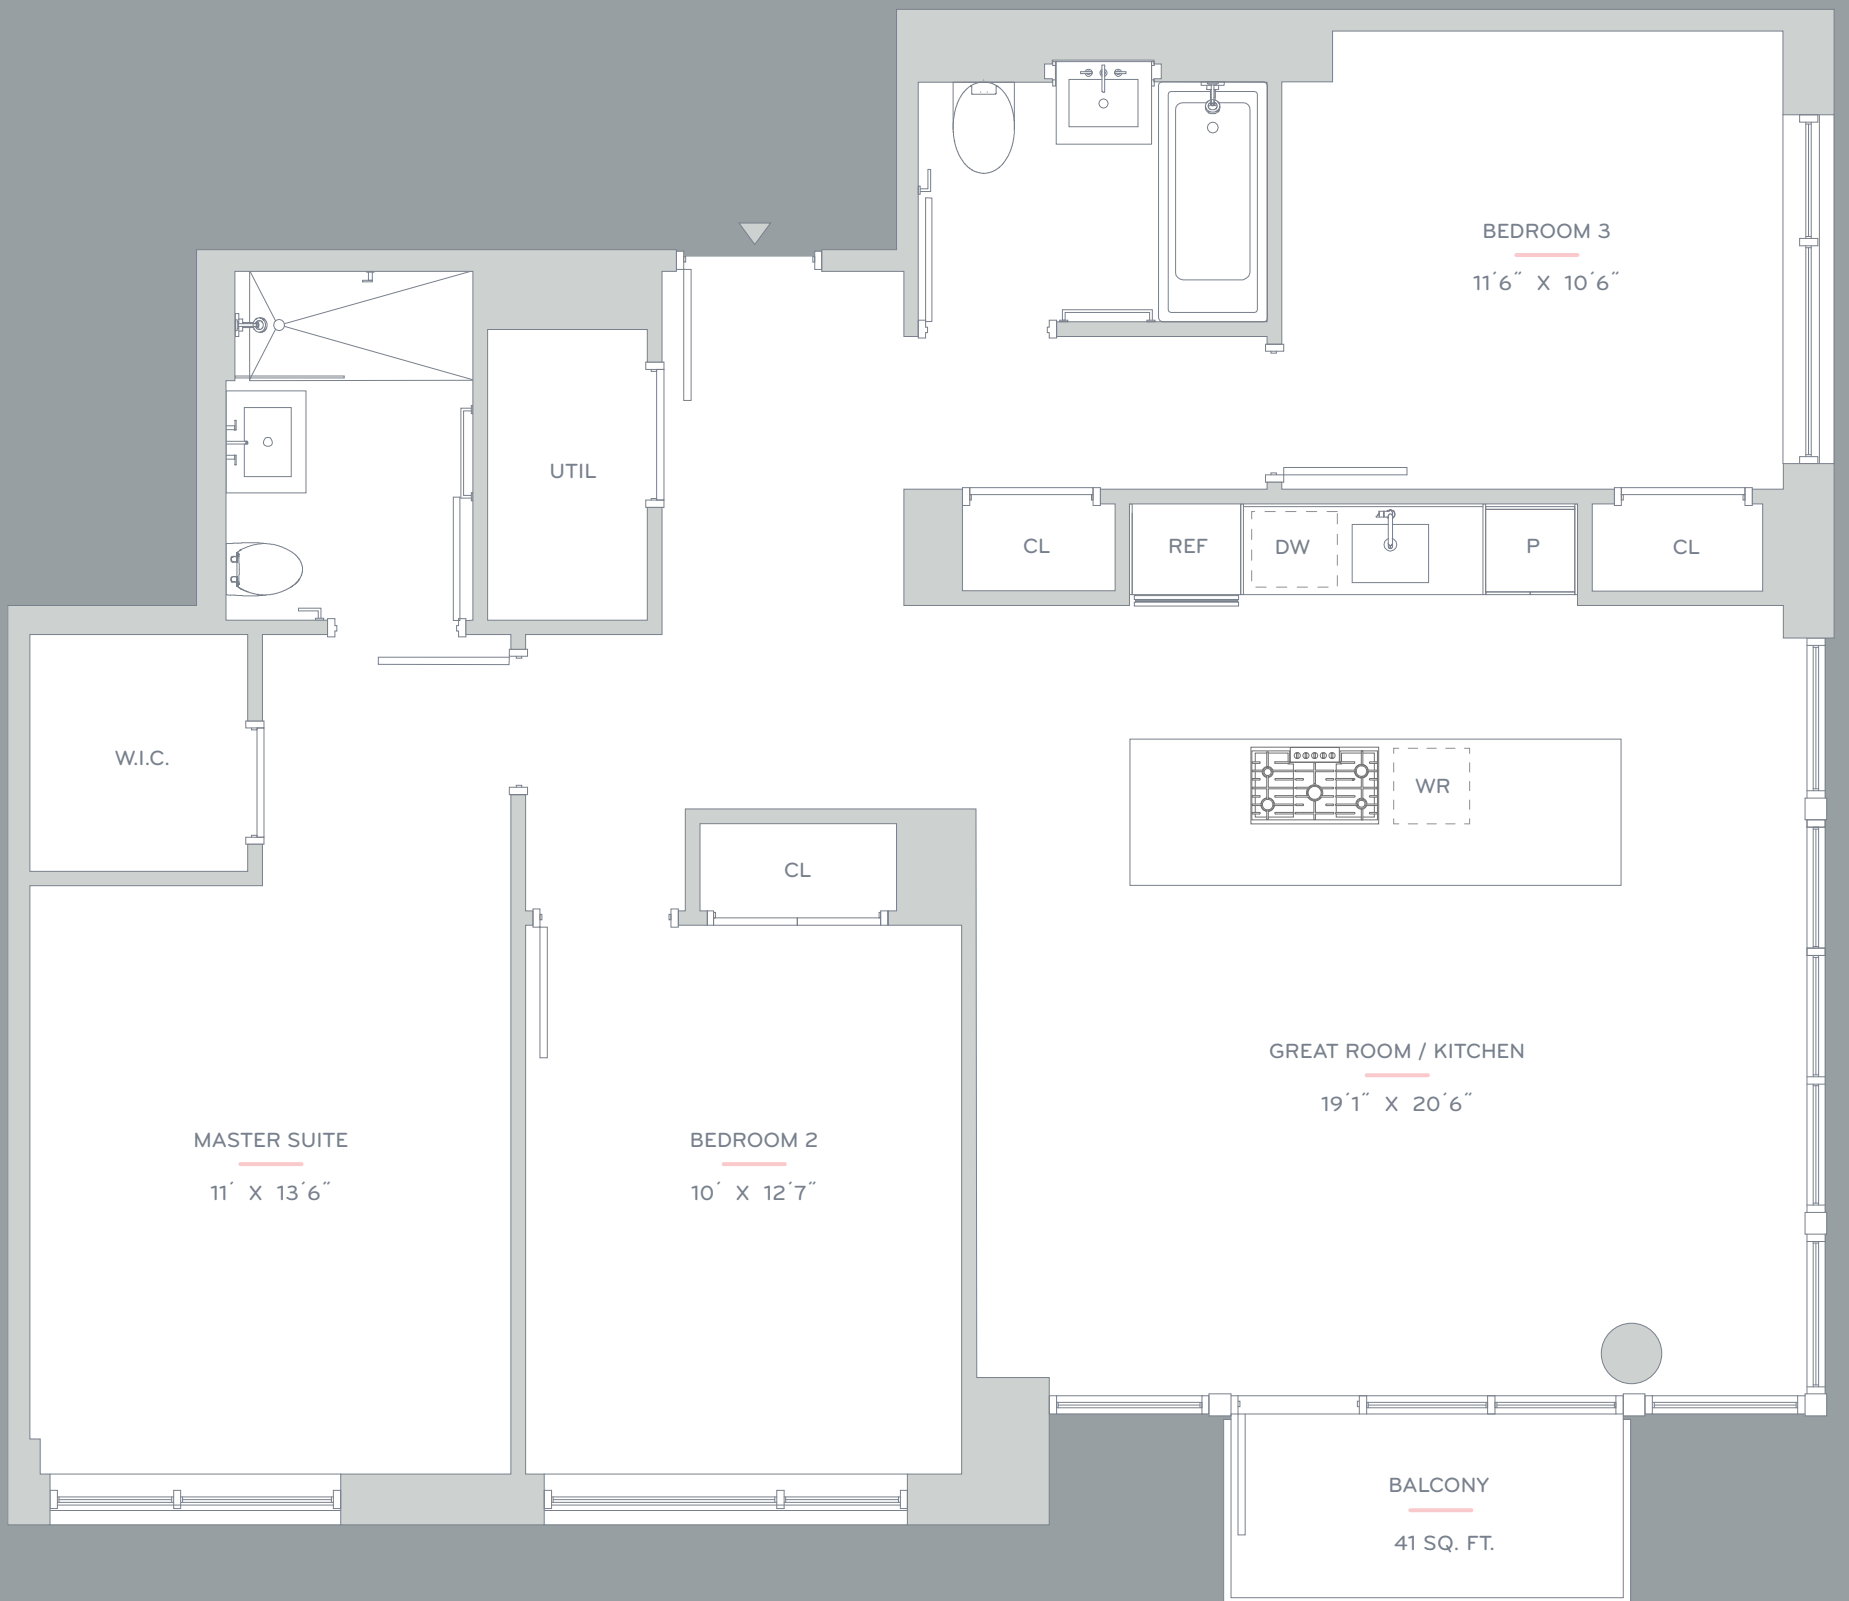 BEDROOM 3
11´6˝ X 10´6˝
UTIL
CL
REF
DW
P
CL
W.I.C.
WR
CL
GREAT ROOM / KITCHEN
19´1˝ X 20´6˝
MASTER SUITE
11´ X 13´6˝
BEDROOM 2
10´ X 12´7˝
BALCONY
41 SQ. FT.